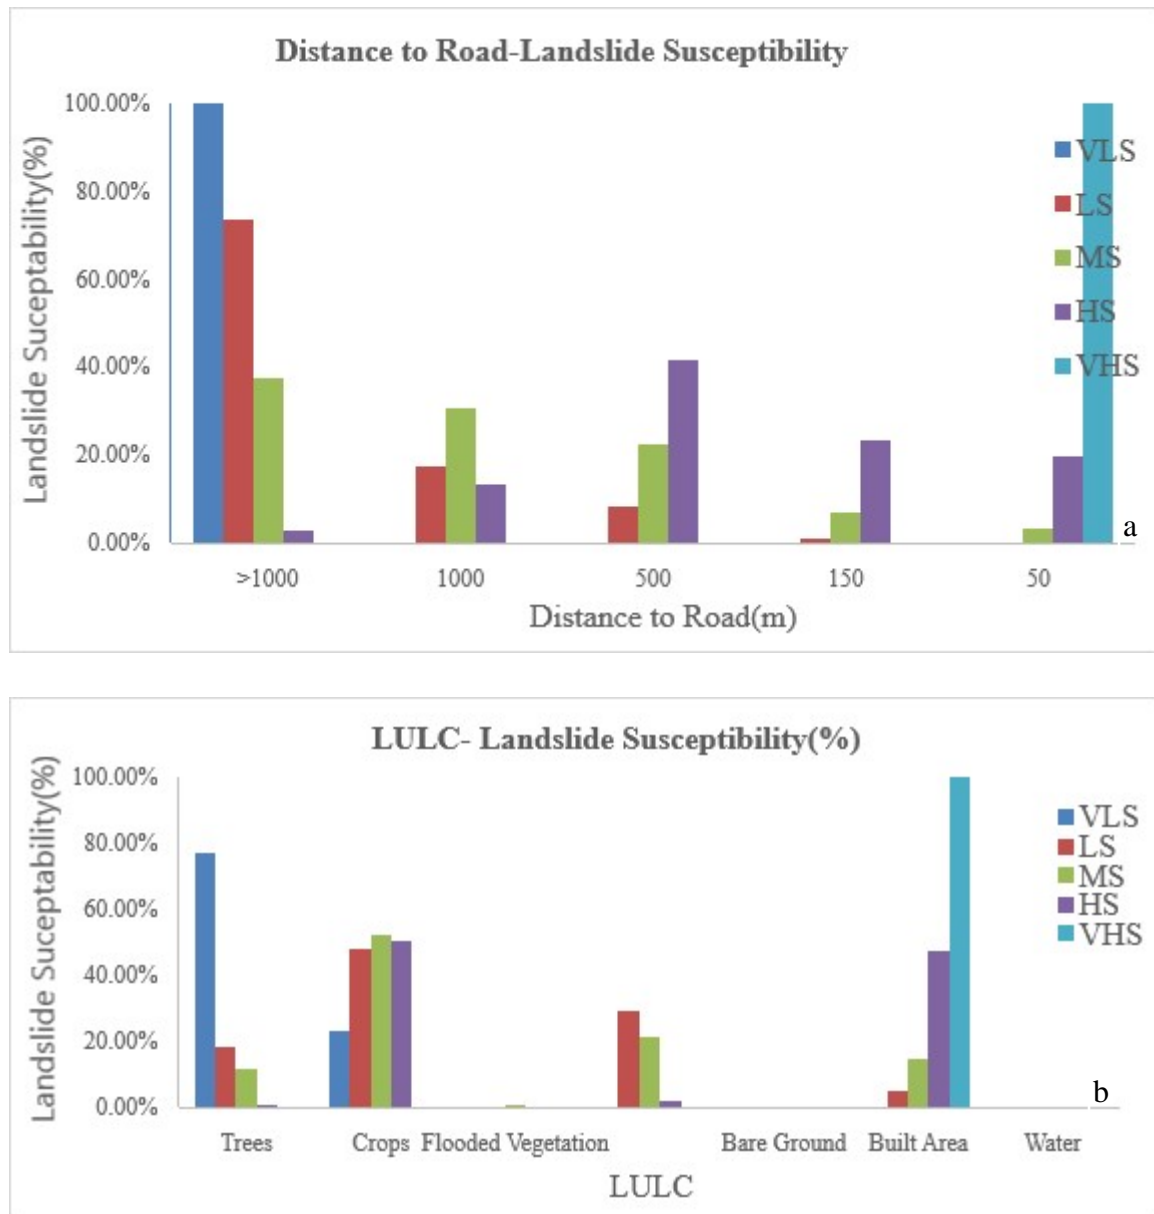 Distance to Road-Landslide Susceptibility
Landslide Suceptability(%)
100.00%
80.00%
60.00%
40.00%
20.00%
0.00%
VLS
LS
MS
HS
VHS
a
>1000 1000 500 150 50
Distance to Road(m)
LULC- Landslide Susceptibility(%)
Landslide Suceptability(%)
100.00%
80.00%
60.00%
40.00%
20.00%
0.00%
VLS
LS
MS
HS
VHS
b
Trees Crops Flooded Vegetation Bare Ground Built Area Water
LULC